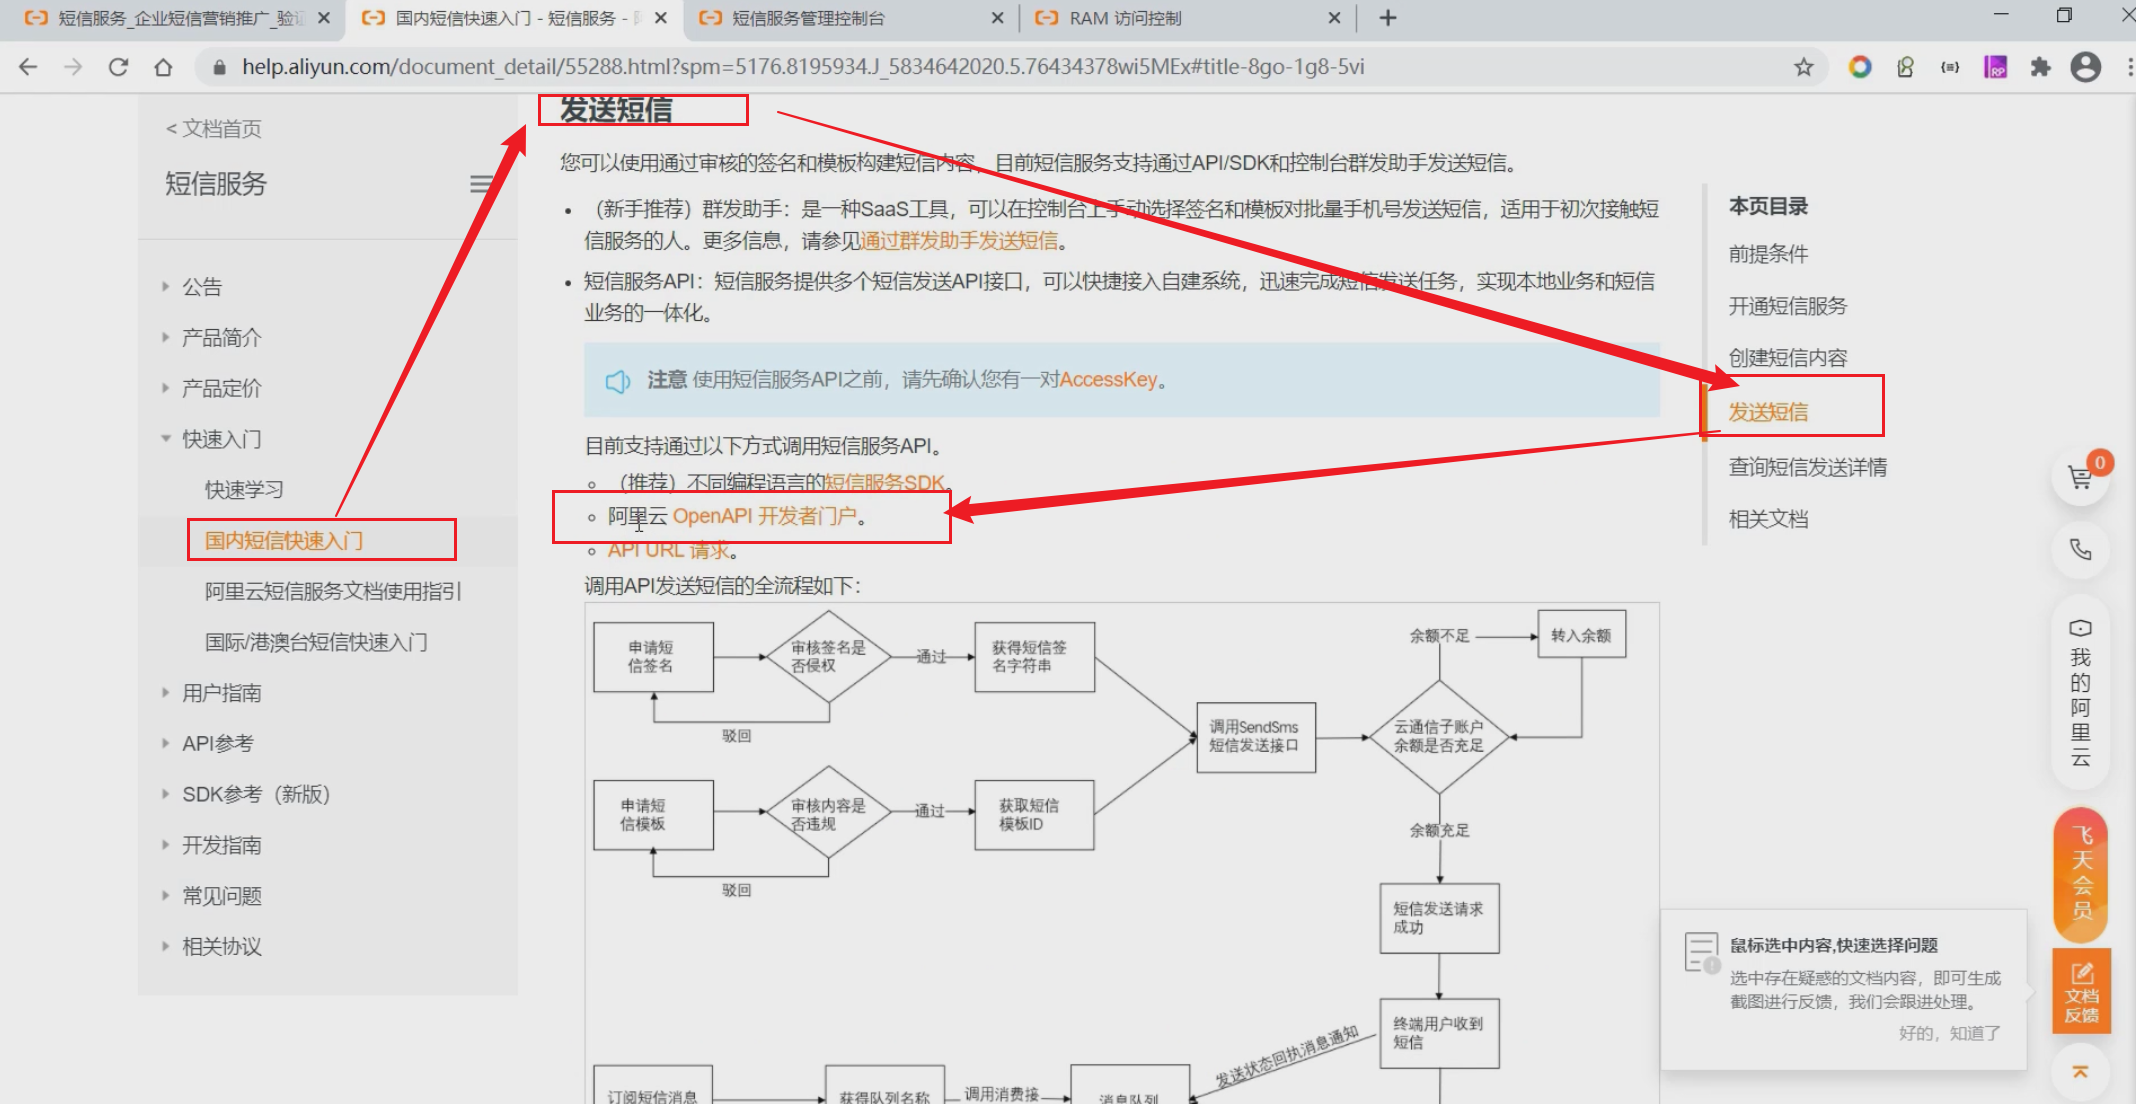 短信服务_企业短信营销推广_验证
国内短信快速入门 - 短信服务 -
短信服务管理控制台
RAM 访问控制
help.aliyun.com/document_detail/55288.html?spm=5176.8195934.J_5834642020.5.76434378wi5MEx#title-8go-1g8-5vi
< 文档首页
短信服务
公告
产品简介
产品定价
快速入门
快速学习
国内短信快速入门
阿里云短信服务文档使用指引
国际/港澳台短信快速入门
用户指南
API参考
SDK参考（新版）
开发指南
常见问题
相关协议
发送短信
您可以使用通过审核的签名和模板构建短信内容，目前短信服务支持通过API/SDK和控制台群发助手发送短信。
（新手推荐）群发助手：是一种SaaS工具，可以在控制台上手动选择签名和模板对批量手机号发送短信，适用于初次接触短
信服务的人。更多信息，请参见通过群发助手发送短信。
短信服务API：短信服务提供多个短信发送API接口，可以快捷接入自建系统，迅速完成短信发送任务，实现本地业务和短信
业务的一体化。
注意 使用短信服务API之前，请先确认您有一对AccessKey。
目前支持通过以下方式调用短信服务API。
（推荐）不同编程语言的短信服务SDK。
阿里云 OpenAPI 开发者门户。
API URL 请求。
调用API发送短信的全流程如下：
申请短
信签名
审核签名是
否侵权
通过
获得短信签
名字符串
驳回
余额不足
转入余额
调用SendSms
短信发送接口
云通信子账户
余额是否充足
申请短
信模板
审核内容是
否违规
通过
获取短信
模板ID
驳回
余额充足
短信发送请求
成功
终端用户收到
短信
发送状态回执消息通知
订阅短信消息
获得队列名称
调用消费接
消息队列
本页目录
前提条件
开通短信服务
创建短信内容
发送短信
查询短信发送详情
相关文档
0
我的阿里云
飞天会员
文档
反馈
鼠标选中内容,快速选择问题
选中存在疑惑的文档内容，即可生成
截图进行反馈，我们会跟进处理。
好的，知道了